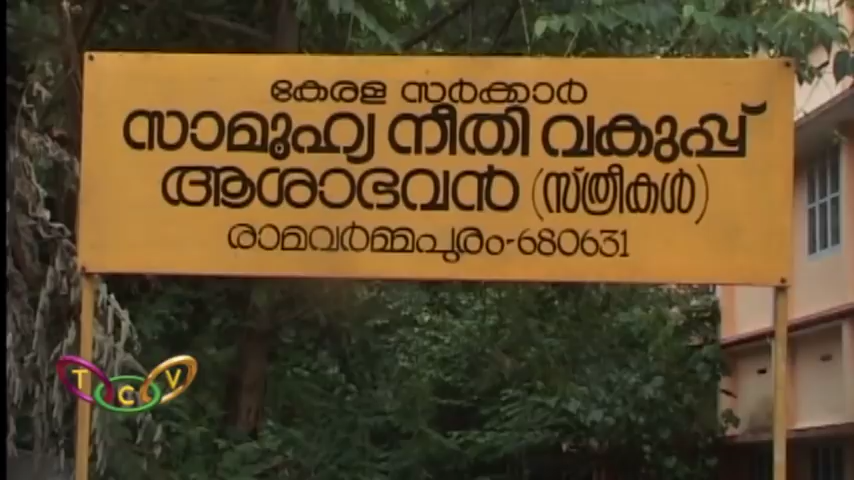 കേരള സർക്കാർ
സാമൂഹ്യ നീതി വകുപ്പ്
ആശാഭവൻ (സ്ത്രീകൾ)
രാമവർമ്മപുരം-680631
TCV